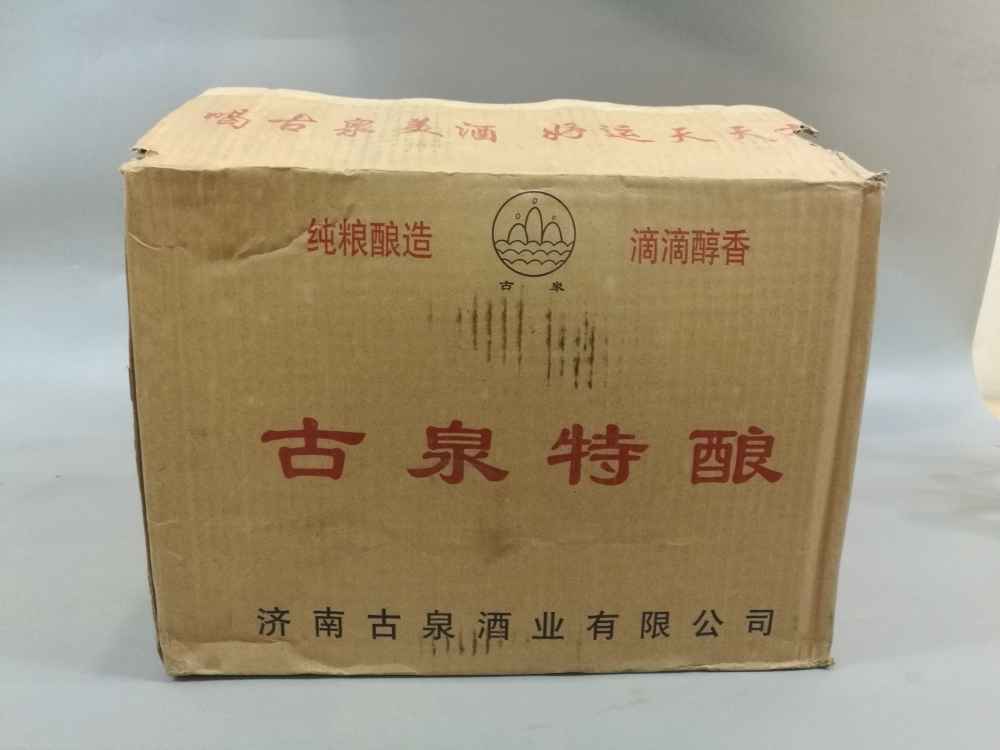 喝古泉美酒 好运天天
纯粮酿造
滴滴醇香
古泉
古泉特酿
济南古泉酒业有限公司